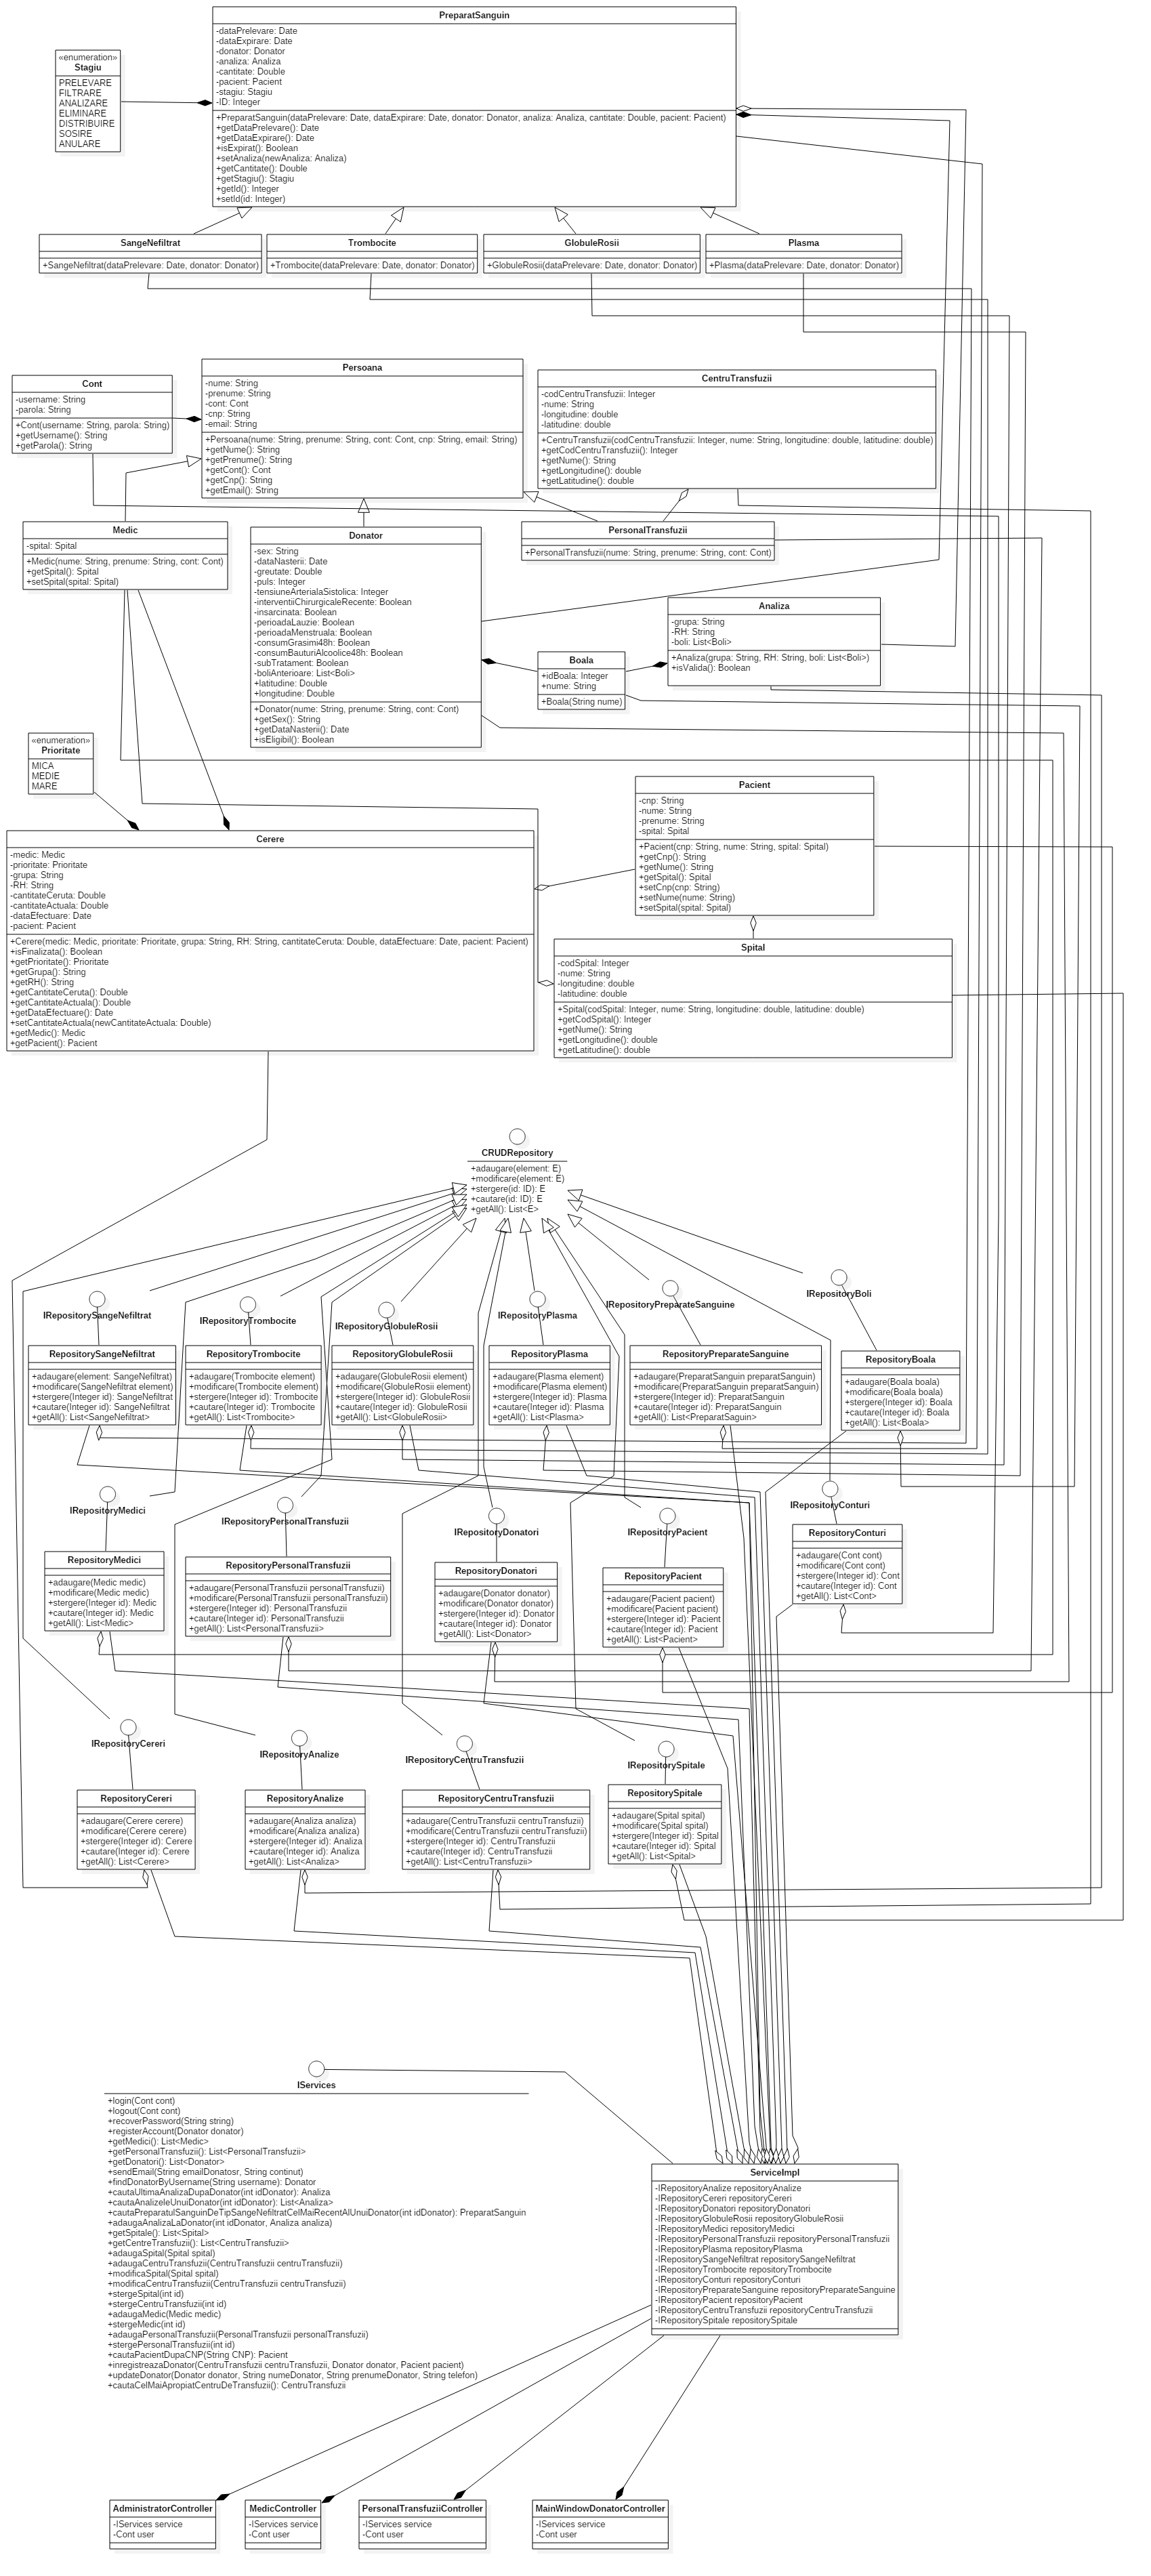 PreparatSanguin
-dataPrelevare: Date
-dataExpirare: Date
-donator: Donator
-analiza: Analiza
-cantitate: Double
-pacient: Pacient
-stagiu: Stagiu
-ID: Integer
+PreparatSanguin(dataPrelevare: Date, dataExpirare: Date, donator: Donator, analiza: Analiza, cantitate: Double, pacient: Pacient)
+getDataPrelevare(): Date
+getDataExpirare(): Date
+isExpirat(): Boolean
+setAnaliza(newAnaliza: Analiza)
+getCantitate(): Double
+getStagiu(): Stagiu
+getId(): Integer
+setId(id: Integer)
«enumeration»
Stagiu
PRELEVARE
FILTRARE
ANALIZARE
ELIMINARE
DISTRIBUIRE
SOSIRE
ANULARE
SangeNefiltrat
+SangeNefiltrat(dataPrelevare: Date, donator: Donator)
Trombocite
+Trombocite(dataPrelevare: Date, donator: Donator)
GlobuleRosii
+GlobuleRosii(dataPrelevare: Date, donator: Donator)
Plasma
+Plasma(dataPrelevare: Date, donator: Donator)
Cont
-username: String
-parola: String
+Cont(username: String, parola: String)
+getUsername(): String
+getParola(): String
Persoana
-nume: String
-prenume: String
-cont: Cont
-cnp: String
-email: String
+Persoana(nume: String, prenume: String, cont: Cont, cnp: String, email: String)
+getNume(): String
+getPrenume(): String
+getCont(): Cont
+getCnp(): String
+getEmail(): String
CentruTransfuzii
-codCentruTransfuzii: Integer
-nume: String
-longitudine: double
-latitudine: double
+CentruTransfuzii(codCentruTransfuzii: Integer, nume: String, longitudine: double, latitudine: double)
+getCodCentruTransfuzii(): Integer
+getNume(): String
+getLongitudine(): double
+getLatitudine(): double
Medic
-spital: Spital
+Medic(nume: String, prenume: String, cont: Cont)
+getSpital(): Spital
+setSpital(spital: Spital)
Donator
-sex: String
-dataNasterii: Date
-greutate: Double
-puls: Integer
-tensiuneArterialaSistolica: Integer
-interventiiChirurgicaleRecente: Boolean
-insarcinata: Boolean
-perioadaLauzie: Boolean
-perioadaMenstruala: Boolean
-consumGrasimi48h: Boolean
-consumBauturiAlcoolice48h: Boolean
-subTratament: Boolean
-boliAnterioare: List<Boli>
+latitudine: Double
+longitudine: Double
+Donator(nume: String, prenume: String, cont: Cont)
+getSex(): String
+getDataNasterii(): Date
+isEligibil(): Boolean
PersonalTransfuzii
+PersonalTransfuzii(nume: String, prenume: String, cont: Cont)
Analiza
-grupa: String
-RH: String
-boli: List<Boli>
+Analiza(grupa: String, RH: String, boli: List<Boli>)
+isValida(): Boolean
Boala
+idBoala: Integer
+nume: String
+Boala(String nume)
«enumeration»
Prioritate
MICA
MEDIE
MARE
Pacient
-cnp: String
-nume: String
-prenume: String
-spital: Spital
+Pacient(cnp: String, nume: String, spital: Spital)
+getCnp(): String
+getNume(): String
+getSpital(): Spital
+setCnp(cnp: String)
+setNume(nume: String)
+setSpital(spital: Spital)
Cerere
-medic: Medic
-prioritate: Prioritate
-grupa: String
-RH: String
-cantitateCeruta: Double
-cantitateActuala: Double
-dataEfectuare: Date
-pacient: Pacient
+Cerere(medic: Medic, prioritate: Prioritate, grupa: String, RH: String, cantitateCeruta: Double, dataEfectuare: Date, pacient: Pacient)
+isFinalizata(): Boolean
+getPrioritate(): Prioritate
+getGrupa(): String
+getRH(): String
+getCantitateCeruta(): Double
+getCantitateActuala(): Double
+getDataEfectuare(): Date
+setCantitateActuala(newCantitateActuala: Double)
+getMedic(): Medic
+getPacient(): Pacient
Spital
-codSpital: Integer
-nume: String
-longitudine: double
-latitudine: double
+Spital(codSpital: Integer, nume: String, longitudine: double, latitudine: double)
+getCodSpital(): Integer
+getNume(): String
+getLongitudine(): double
+getLatitudine(): double
CRUDRepository
+adaugare(element: E)
+modificare(element: E)
+stergere(id: ID): E
+cautare(id: ID): E
+getAll(): List<E>
IRepositorySangeNefiltrat
IRepositoryTrombocite
IRepositoryGlobuleRosii
IRepositoryPlasma
IRepositoryPreparateSanguine
IRepositoryBoli
RepositorySangeNefiltrat
+adaugare(element: SangeNefiltrat)
+modificare(SangeNefiltrat element)
+stergere(Integer id): SangeNefiltrat
+cautare(Integer id): SangeNefiltrat
+getAll(): List<SangeNefiltrat>
RepositoryTrombocite
+adaugare(Trombocite element)
+modificare(Trombocite element)
+stergere(Integer id): Trombocite
+cautare(Integer id): Trombocite
+getAll(): List<Trombocite>
RepositoryGlobuleRosii
+adaugare(GlobuleRosii element)
+modificare(GlobuleRosii element)
+stergere(Integer id): GlobuleRosii
+cautare(Integer id): GlobuleRosii
+getAll(): List<GlobuleRosii>
RepositoryPlasma
+adaugare(Plasma element)
+modificare(Plasma element)
+stergere(Integer id): Plasma
+cautare(Integer id): Plasma
+getAll(): List<Plasma>
RepositoryPreparateSanguine
+adaugare(PreparatSanguin preparatSanguin)
+modificare(PreparatSanguin preparatSanguin)
+stergere(Integer id): PreparatSanguin
+cautare(Integer id): PreparatSanguin
+getAll(): List<PreparatSaguin>
RepositoryBoala
+adaugare(Boala boala)
+modificare(Boala boala)
+stergere(Integer id): Boala
+cautare(Integer id): Boala
+getAll(): List<Boala>
IRepositoryMedici
IRepositoryPersonalTransfuzii
IRepositoryDonatori
IRepositoryPacient
IRepositoryConturi
RepositoryMedici
+adaugare(Medic medic)
+modificare(Medic medic)
+stergere(Integer id): Medic
+cautare(Integer id): Medic
+getAll(): List<Medic>
RepositoryPersonalTransfuzii
+adaugare(PersonalTransfuzii personalTransfuzii)
+modificare(PersonalTransfuzii personalTransfuzii)
+stergere(Integer id): PersonalTransfuzii
+cautare(Integer id): PersonalTransfuzii
+getAll(): List<PersonalTransfuzii>
RepositoryDonatori
+adaugare(Donator donator)
+modificare(Donator donator)
+stergere(Integer id): Donator
+cautare(Integer id): Donator
+getAll(): List<Donator>
RepositoryPacient
+adaugare(Pacient pacient)
+modificare(Pacient pacient)
+stergere(Integer id): Pacient
+cautare(Integer id): Pacient
+getAll(): List<Pacient>
RepositoryConturi
+adaugare(Cont cont)
+modificare(Cont cont)
+stergere(Integer id): Cont
+cautare(Integer id): Cont
+getAll(): List<Cont>
IRepositoryCereri
IRepositoryAnalize
IRepositoryCentruTransfuzii
IRepositorySpitale
RepositoryCereri
+adaugare(Cerere cerere)
+modificare(Cerere cerere)
+stergere(Integer id): Cerere
+cautare(Integer id): Cerere
+getAll(): List<Cerere>
RepositoryAnalize
+adaugare(Analiza analiza)
+modificare(Analiza analiza)
+stergere(Integer id): Analiza
+cautare(Integer id): Analiza
+getAll(): List<Analiza>
RepositoryCentruTransfuzii
+adaugare(CentruTransfuzii centruTransfuzii)
+modificare(CentruTransfuzii centruTransfuzii)
+stergere(Integer id): CentruTransfuzii
+cautare(Integer id): CentruTransfuzii
+getAll(): List<CentruTransfuzii>
RepositorySpitale
+adaugare(Spital spital)
+modificare(Spital spital)
+stergere(Integer id): Spital
+cautare(Integer id): Spital
+getAll(): List<Spital>
IServices
+login(Cont cont)
+logout(Cont cont)
+recoverPassword(String string)
+registerAccount(Donator donator)
+getMedici(): List<Medic>
+getPersonalTransfuzii(): List<PersonalTransfuzii>
+getDonatori(): List<Donator>
+sendEmail(String emailDonatosr, String continut)
+findDonatorByUsername(String username): Donator
+cautaUltimaAnalizaDupaDonator(int idDonator): Analiza
+cautaAnalizeleUnuiDonator(int idDonator): List<Analiza>
+cautaPreparatulSanguinDeTipSangeNefiltratCelMaiRecentAlUnuiDonator(int idDonator): PreparatSanguin
+adaugaAnalizaLaDonator(int idDonator, Analiza analiza)
+getSpitale(): List<Spital>
+getCentreTransfuzii(): List<CentruTransfuzii>
+adaugaSpital(Spital spital)
+adaugaCentruTransfuzii(CentruTransfuzii centruTransfuzii)
+modificaSpital(Spital spital)
+modificaCentruTransfuzii(CentruTransfuzii centruTransfuzii)
+stergeSpital(int id)
+stergeCentruTransfuzii(int id)
+adaugaMedic(Medic medic)
+stergeMedic(int id)
+adaugaPersonalTransfuzii(PersonalTransfuzii personalTransfuzii)
+stergePersonalTransfuzii(int id)
+cautaPacientDupaCNP(String CNP): Pacient
+inregistreazaDonator(CentruTransfuzii centruTransfuzii, Donator donator, Pacient pacient)
+updateDonator(Donator donator, String numeDonator, String prenumeDonator, String telefon)
+cautaCelMaiApropiatCentruDeTransfuzii(): CentruTransfuzii
ServiceImpl
-IRepositoryAnalize repositoryAnalize
-IRepositoryCereri repositoryCereri
-IRepositoryDonatori repositoryDonatori
-IRepositoryGlobuleRosii repositoryGlobuleRosii
-IRepositoryMedici repositoryMedici
-IRepositoryPersonalTransfuzii repositoryPersonalTransfuzii
-IRepositoryPlasma repositoryPlasma
-IRepositorySangeNefiltrat repositorySangeNefiltrat
-IRepositoryTrombocite repositoryTrombocite
-IRepositoryConturi repositoryConturi
-IRepositoryPreparateSanguine repositoryPreparateSanguine
-IRepositoryPacient repositoryPacient
-IRepositoryCentruTransfuzii repositoryCentruTransfuzii
-IRepositorySpitale repositorySpitale
AdministratorController
-IServices service
-Cont user
MedicController
-IServices service
-Cont user
PersonalTransfuziiController
-IServices service
-Cont user
MainWindowDonatorController
-IServices service
-Cont user